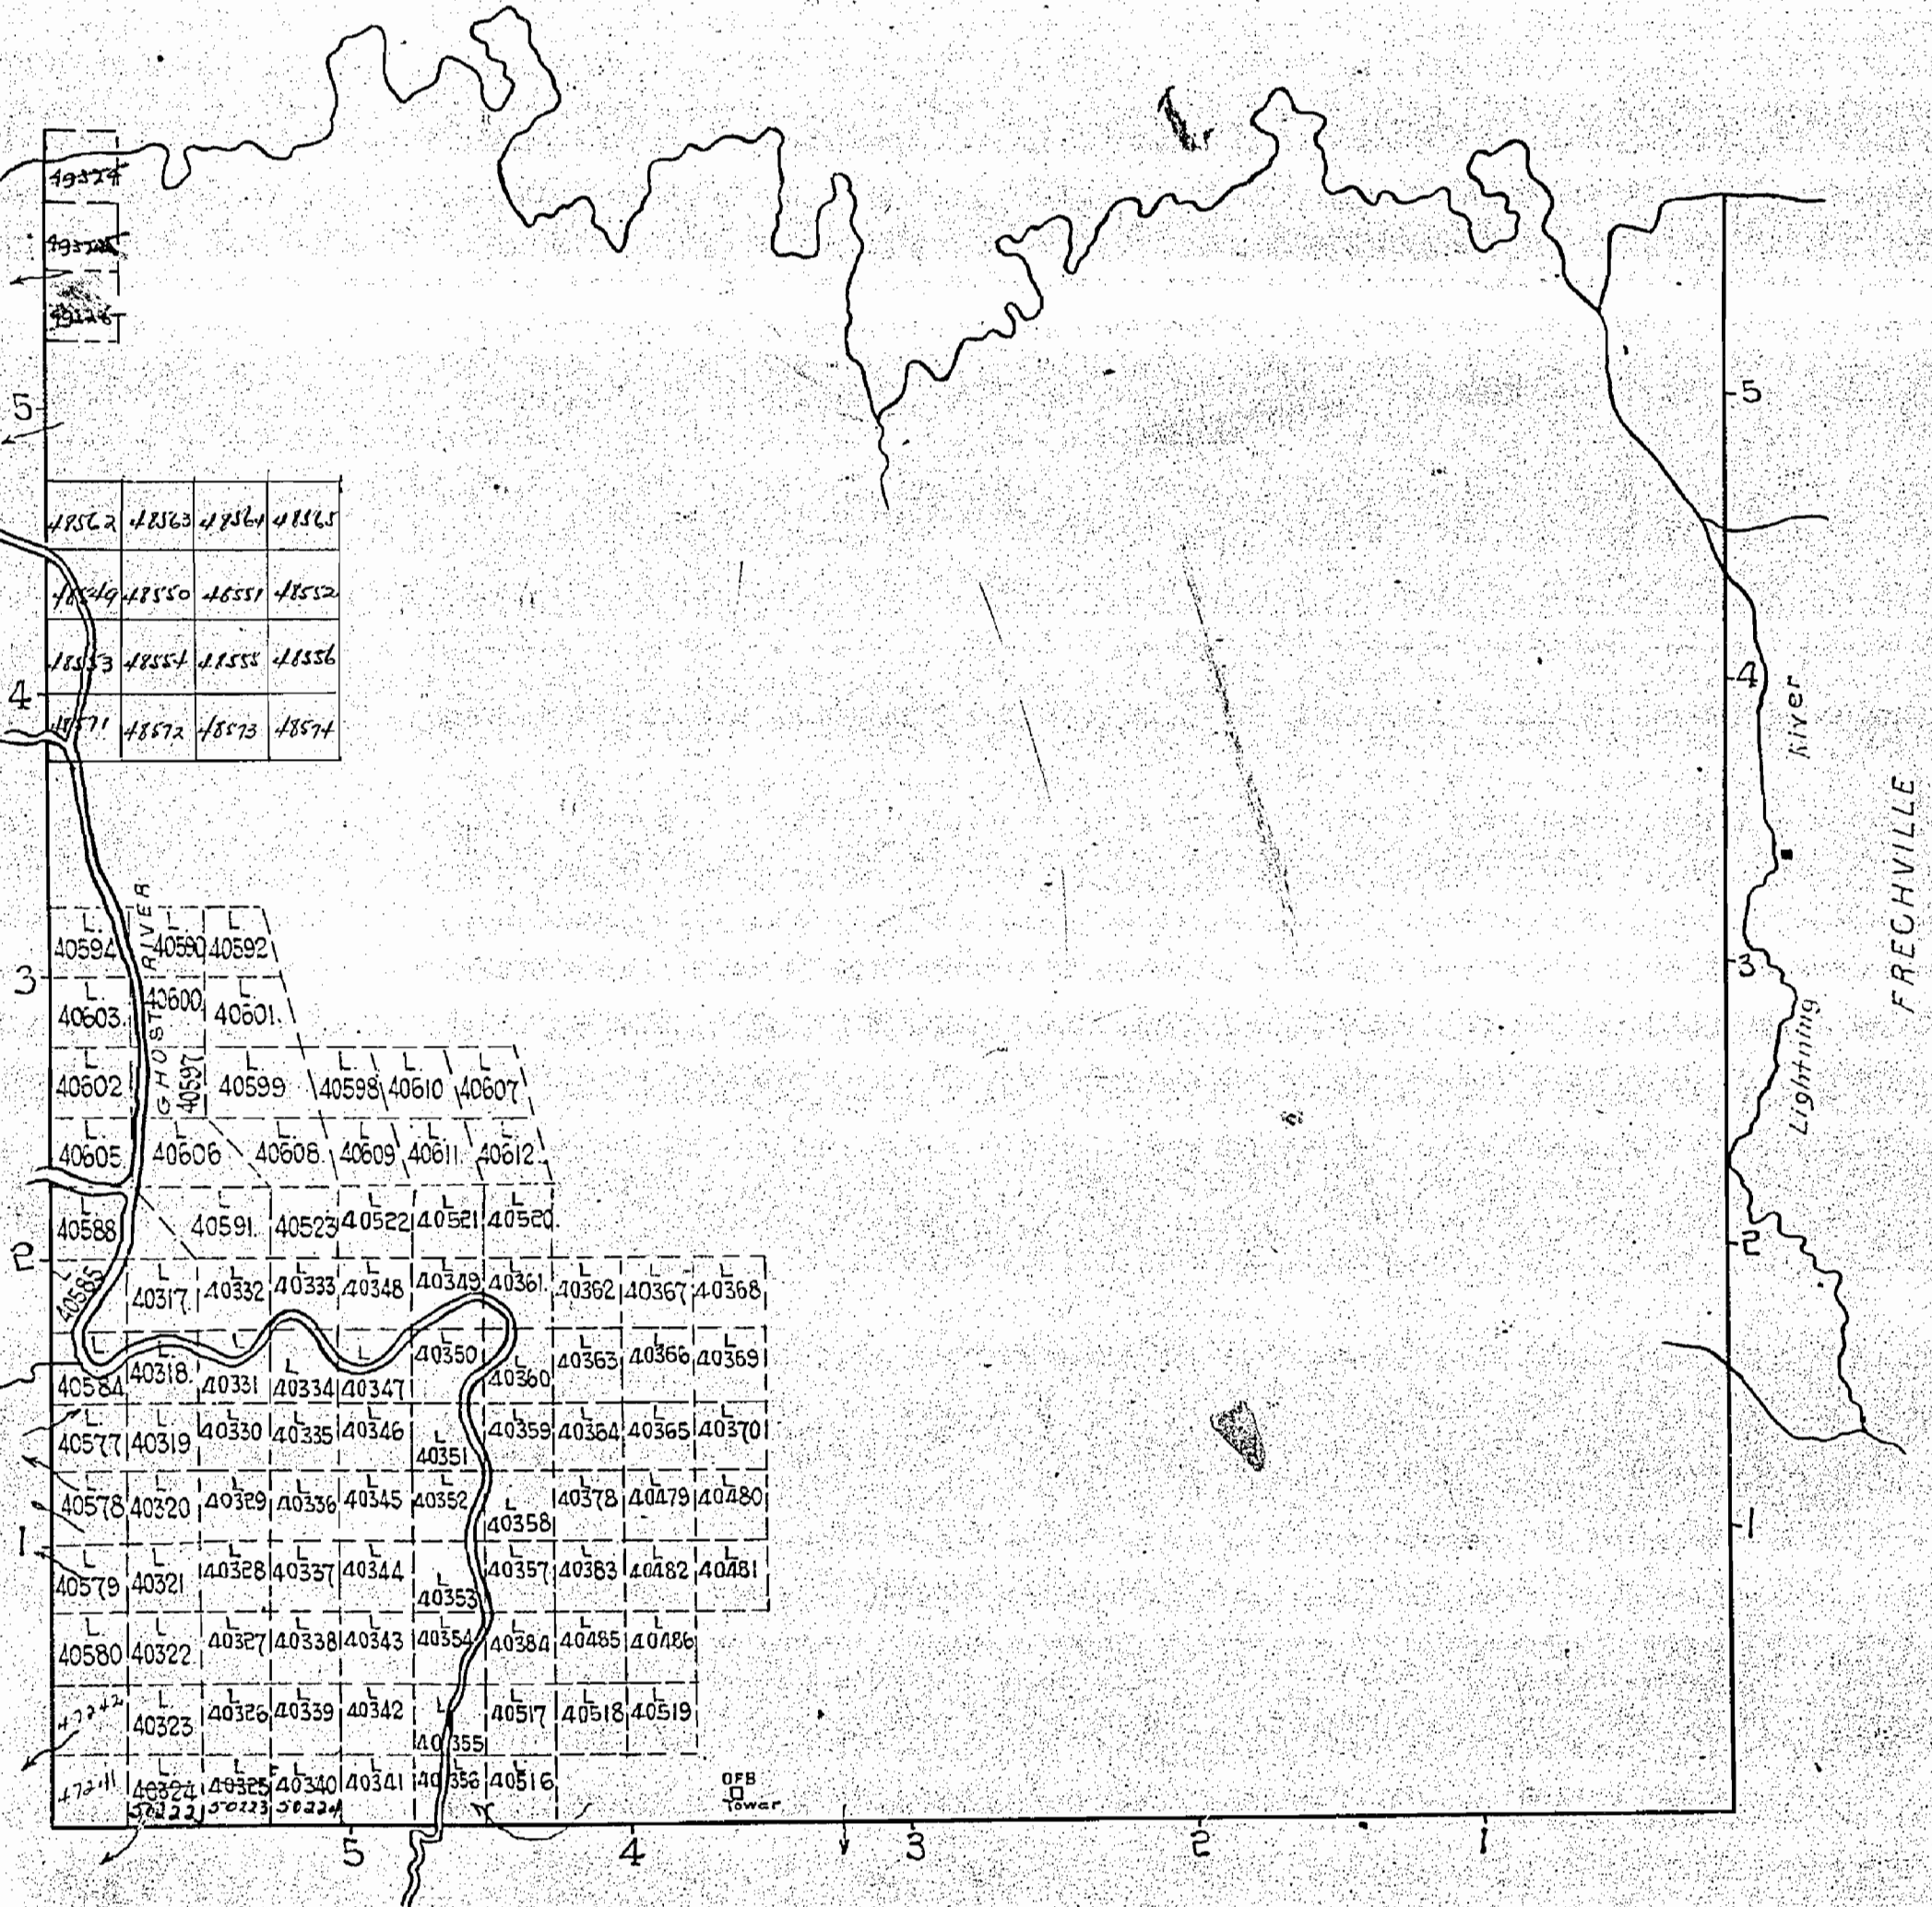 49374
5
5
48562 48563 48564 48565
48549 48550 48551 48552
48553 48554 48555 48556
4
4
48571 48572 48573 48574
River
FRECHVILLE
GHOST RIVER
L. L L
40594 40590 40592
3
3
L. L.
40603. 40600 40601.
Lightning
L L. L L. L
40602 40597 40599 40598 40610 40607
L. L L. L L. L.
40605. 40606 40608. 40609 40611. 40612.
L L L L L L
40588 40591. 40523 40522 40521 40520.
2
2
L L L L L L L L L
40585 40317. 40332 40333 40348 40349 40361. 40362 40367 40368
L L. L L L L L L L L
40584 40318. 40331 40334 40347 40350 40360 40363 40366 40369
L L L L L L L L L L
40577 40319 40330 40335 40346 40351 40359 40364 40365 40370
L L L L L L L L L L
40578 40320 40329 40336 40345 40352 40358 40378 40479 40480
1
1
L L L L L L L L L L
40579 40321 40328 40337 40344 40353 40357 40383 40482 40481
L L L L L L L L L
40580 40322 40327 40338 40343 40354 40384 40485 40486
L L L L L L L L
47242 40323 40326 40339 40342 40355 40517 40518 40519
L L L L L L
47241 40324 40325 40340 40341 40356 40516
50222 50223 50224
OFB
Tower
5 4 3 2 1